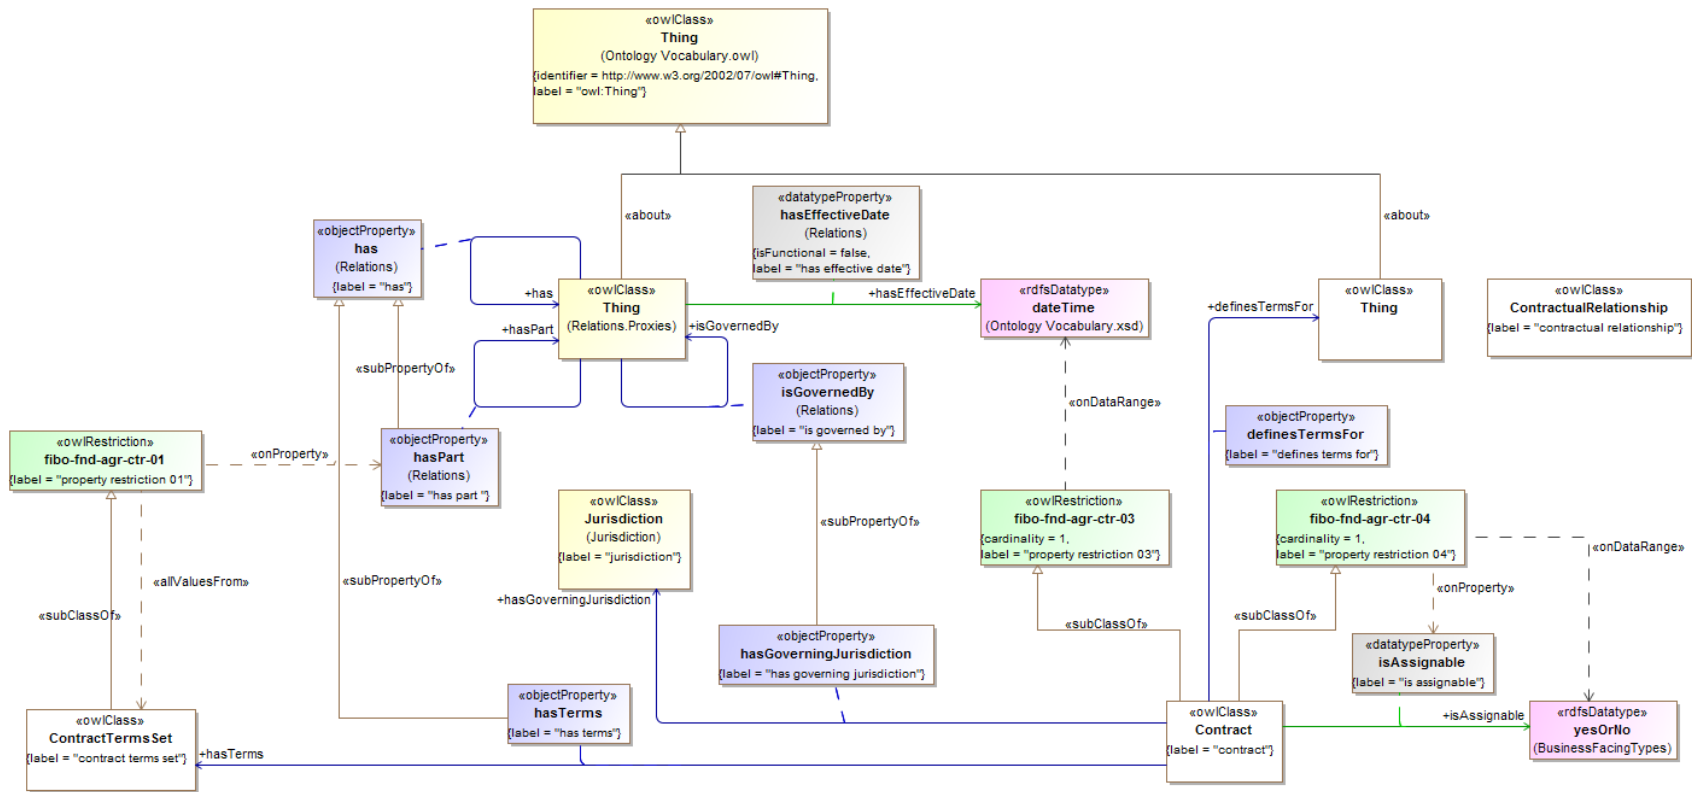 «owlClass»
Thing
(Ontology Vocabulary.owl)
{identifier = http://www.w3.org/2002/07/owl#Thing,
label = "owl:Thing"}
«about»
«about»
«datatypeProperty»
hasEffectiveDate
(Relations)
{isFunctional = false,
label = "has effective date"}
«objectProperty»
has
(Relations)
{label = "has"}
+has
«owlClass»
Thing
(Relations.Proxies)
+hasPart
+isGovernedBy
+hasEffectiveDate
«rdfsDatatype»
dateTime
(Ontology Vocabulary.xsd)
+definesTermsFor
«owlClass»
Thing
«owlClass»
ContractualRelationship
{label = "contractual relationship"}
«subPropertyOf»
«objectProperty»
isGovernedBy
(Relations)
{label = "is governed by"}
«onDataRange»
«objectProperty»
definesTermsFor
{label = "defines terms for"}
«owlRestriction»
fibo-fnd-agr-ctr-01
{label = "property restriction 01"}
«onProperty»
«objectProperty»
hasPart
(Relations)
{label = "has part "}
«owlClass»
Jurisdiction
(Jurisdiction)
{label = "jurisdiction"}
«subPropertyOf»
«owlRestriction»
fibo-fnd-agr-ctr-03
{cardinality = 1,
label = "property restriction 03"}
«owlRestriction»
fibo-fnd-agr-ctr-04
{cardinality = 1,
label = "property restriction 04"}
«onDataRange»
«allValuesFrom»
«subPropertyOf»
«onProperty»
+hasGoverningJurisdiction
«subClassOf»
«subClassOf»
«subClassOf»
«objectProperty»
hasGoverningJurisdiction
{label = "has governing jurisdiction"}
«datatypeProperty»
isAssignable
{label = "is assignable"}
«objectProperty»
hasTerms
{label = "has terms"}
«owlClass»
ContractTermsSet
{label = "contract terms set"}
+hasTerms
«owlClass»
Contract
{label = "contract"}
+isAssignable
«rdfsDatatype»
yesOrNo
(BusinessFacingTypes)